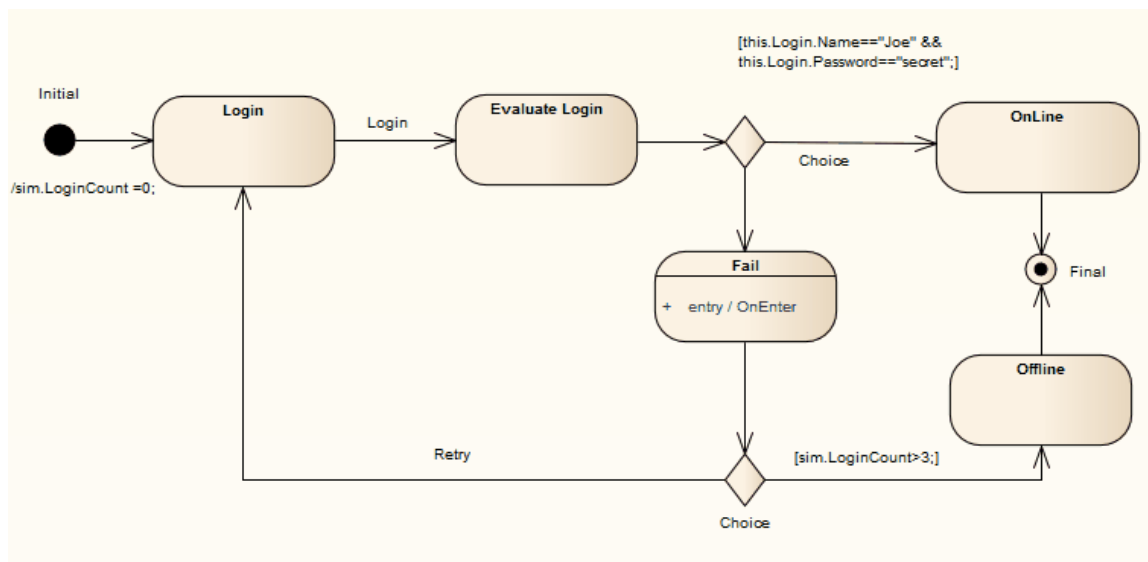 [this.Login.Name=="Joe" &&
this.Login.Password=="secret";]
Initial
Login
Evaluate Login
OnLine
Login
Choice
/sim.LoginCount =0;
Fail
+ entry / OnEnter
Final
Offline
Retry
[sim.LoginCount>3;]
Choice